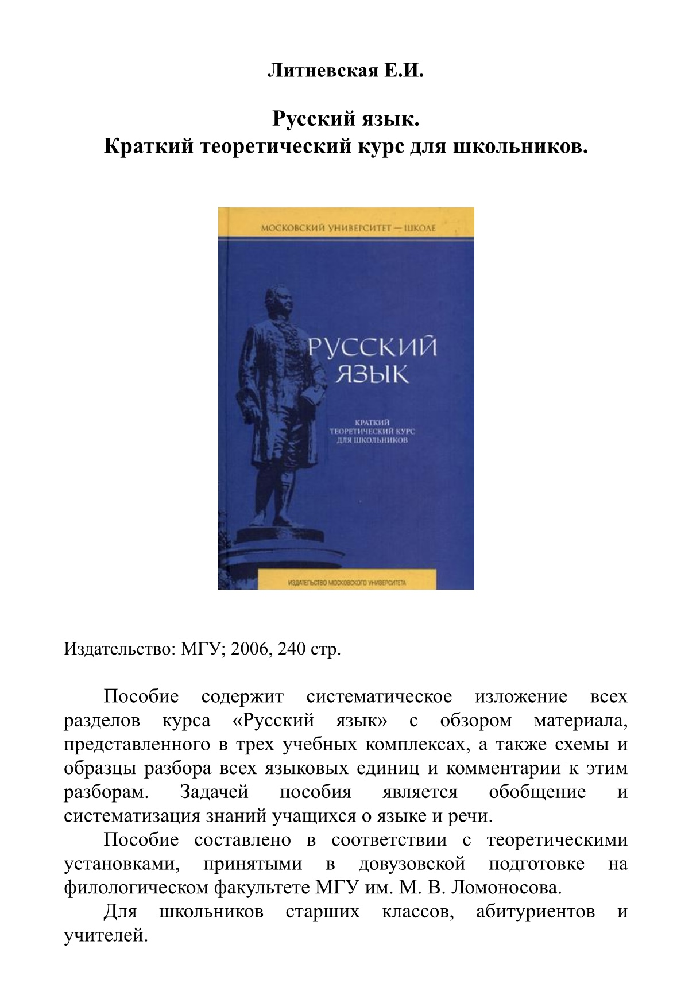 Литневская Е.И.
Русский язык.
Краткий теоретический курс для школьников.
МОСКОВСКИЙ УНИВЕРСИТЕТ — ШКОЛЕ
РУССКИЙ
ЯЗЫК
КРАТКИЙ
ТЕОРЕТИЧЕСКИЙ КУРС
ДЛЯ ШКОЛЬНИКОВ
ИЗДАТЕЛЬСТВО МОСКОВСКОГО УНИВЕРСИТЕТА
Издательство: МГУ; 2006, 240 стр.
Пособие содержит систематическое изложение всех
разделов курса «Русский язык» с обзором материала,
представленного в трех учебных комплексах, а также схемы и
образцы разбора всех языковых единиц и комментарии к этим
разборам. Задачей пособия является обобщение и
систематизация знаний учащихся о языке и речи.
Пособие составлено в соответствии с теоретическими
установками, принятыми в довузовской подготовке на
филологическом факультете МГУ им. М. В. Ломоносова.
Для школьников старших классов, абитуриентов и
учителей.